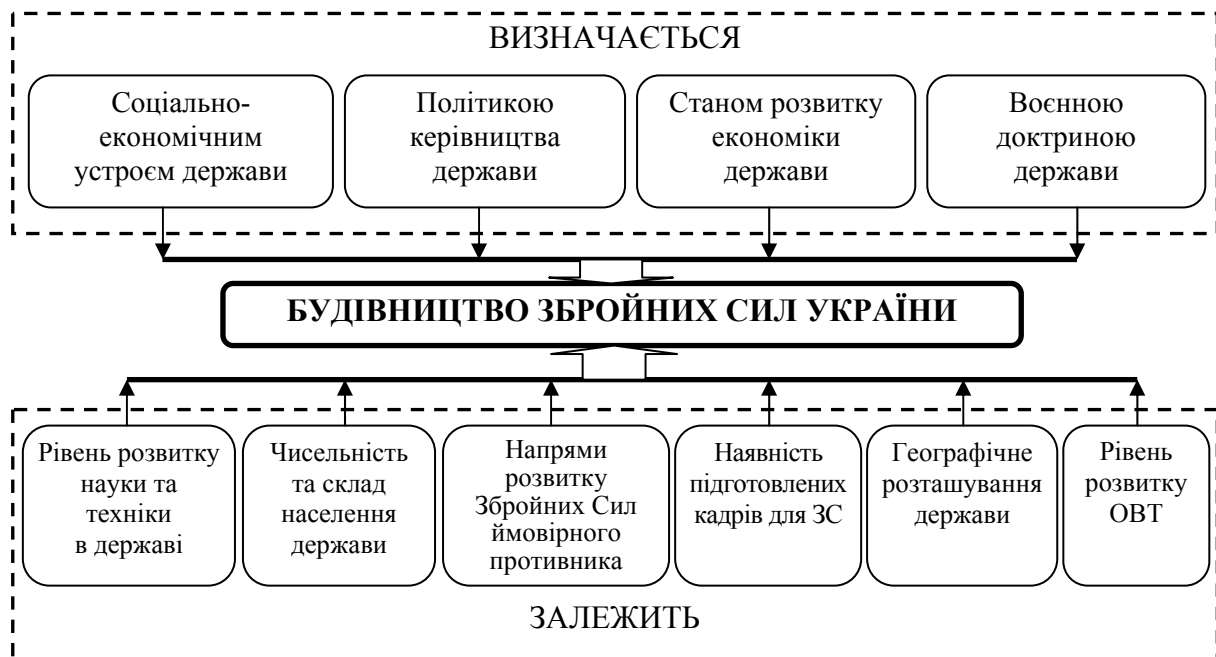 ВИЗНАЧАЄТЬСЯ
Соціально-
економічним
устроєм держави
Політикою
керівництва
держави
Станом розвитку
економіки
держави
Воєнною
доктриною
держави
БУДІВНИЦТВО ЗБРОЙНИХ СИЛ УКРАЇНИ
Рівень розвитку
науки та
техніки
в державі
Чисельність
та склад
населення
держави
Напрями
розвитку
Збройних Сил
ймовірного
противника
Наявність
підготовлених
кадрів для ЗС
Географічне
розташування
держави
Рівень
розвитку
ОВТ
ЗАЛЕЖИТЬ